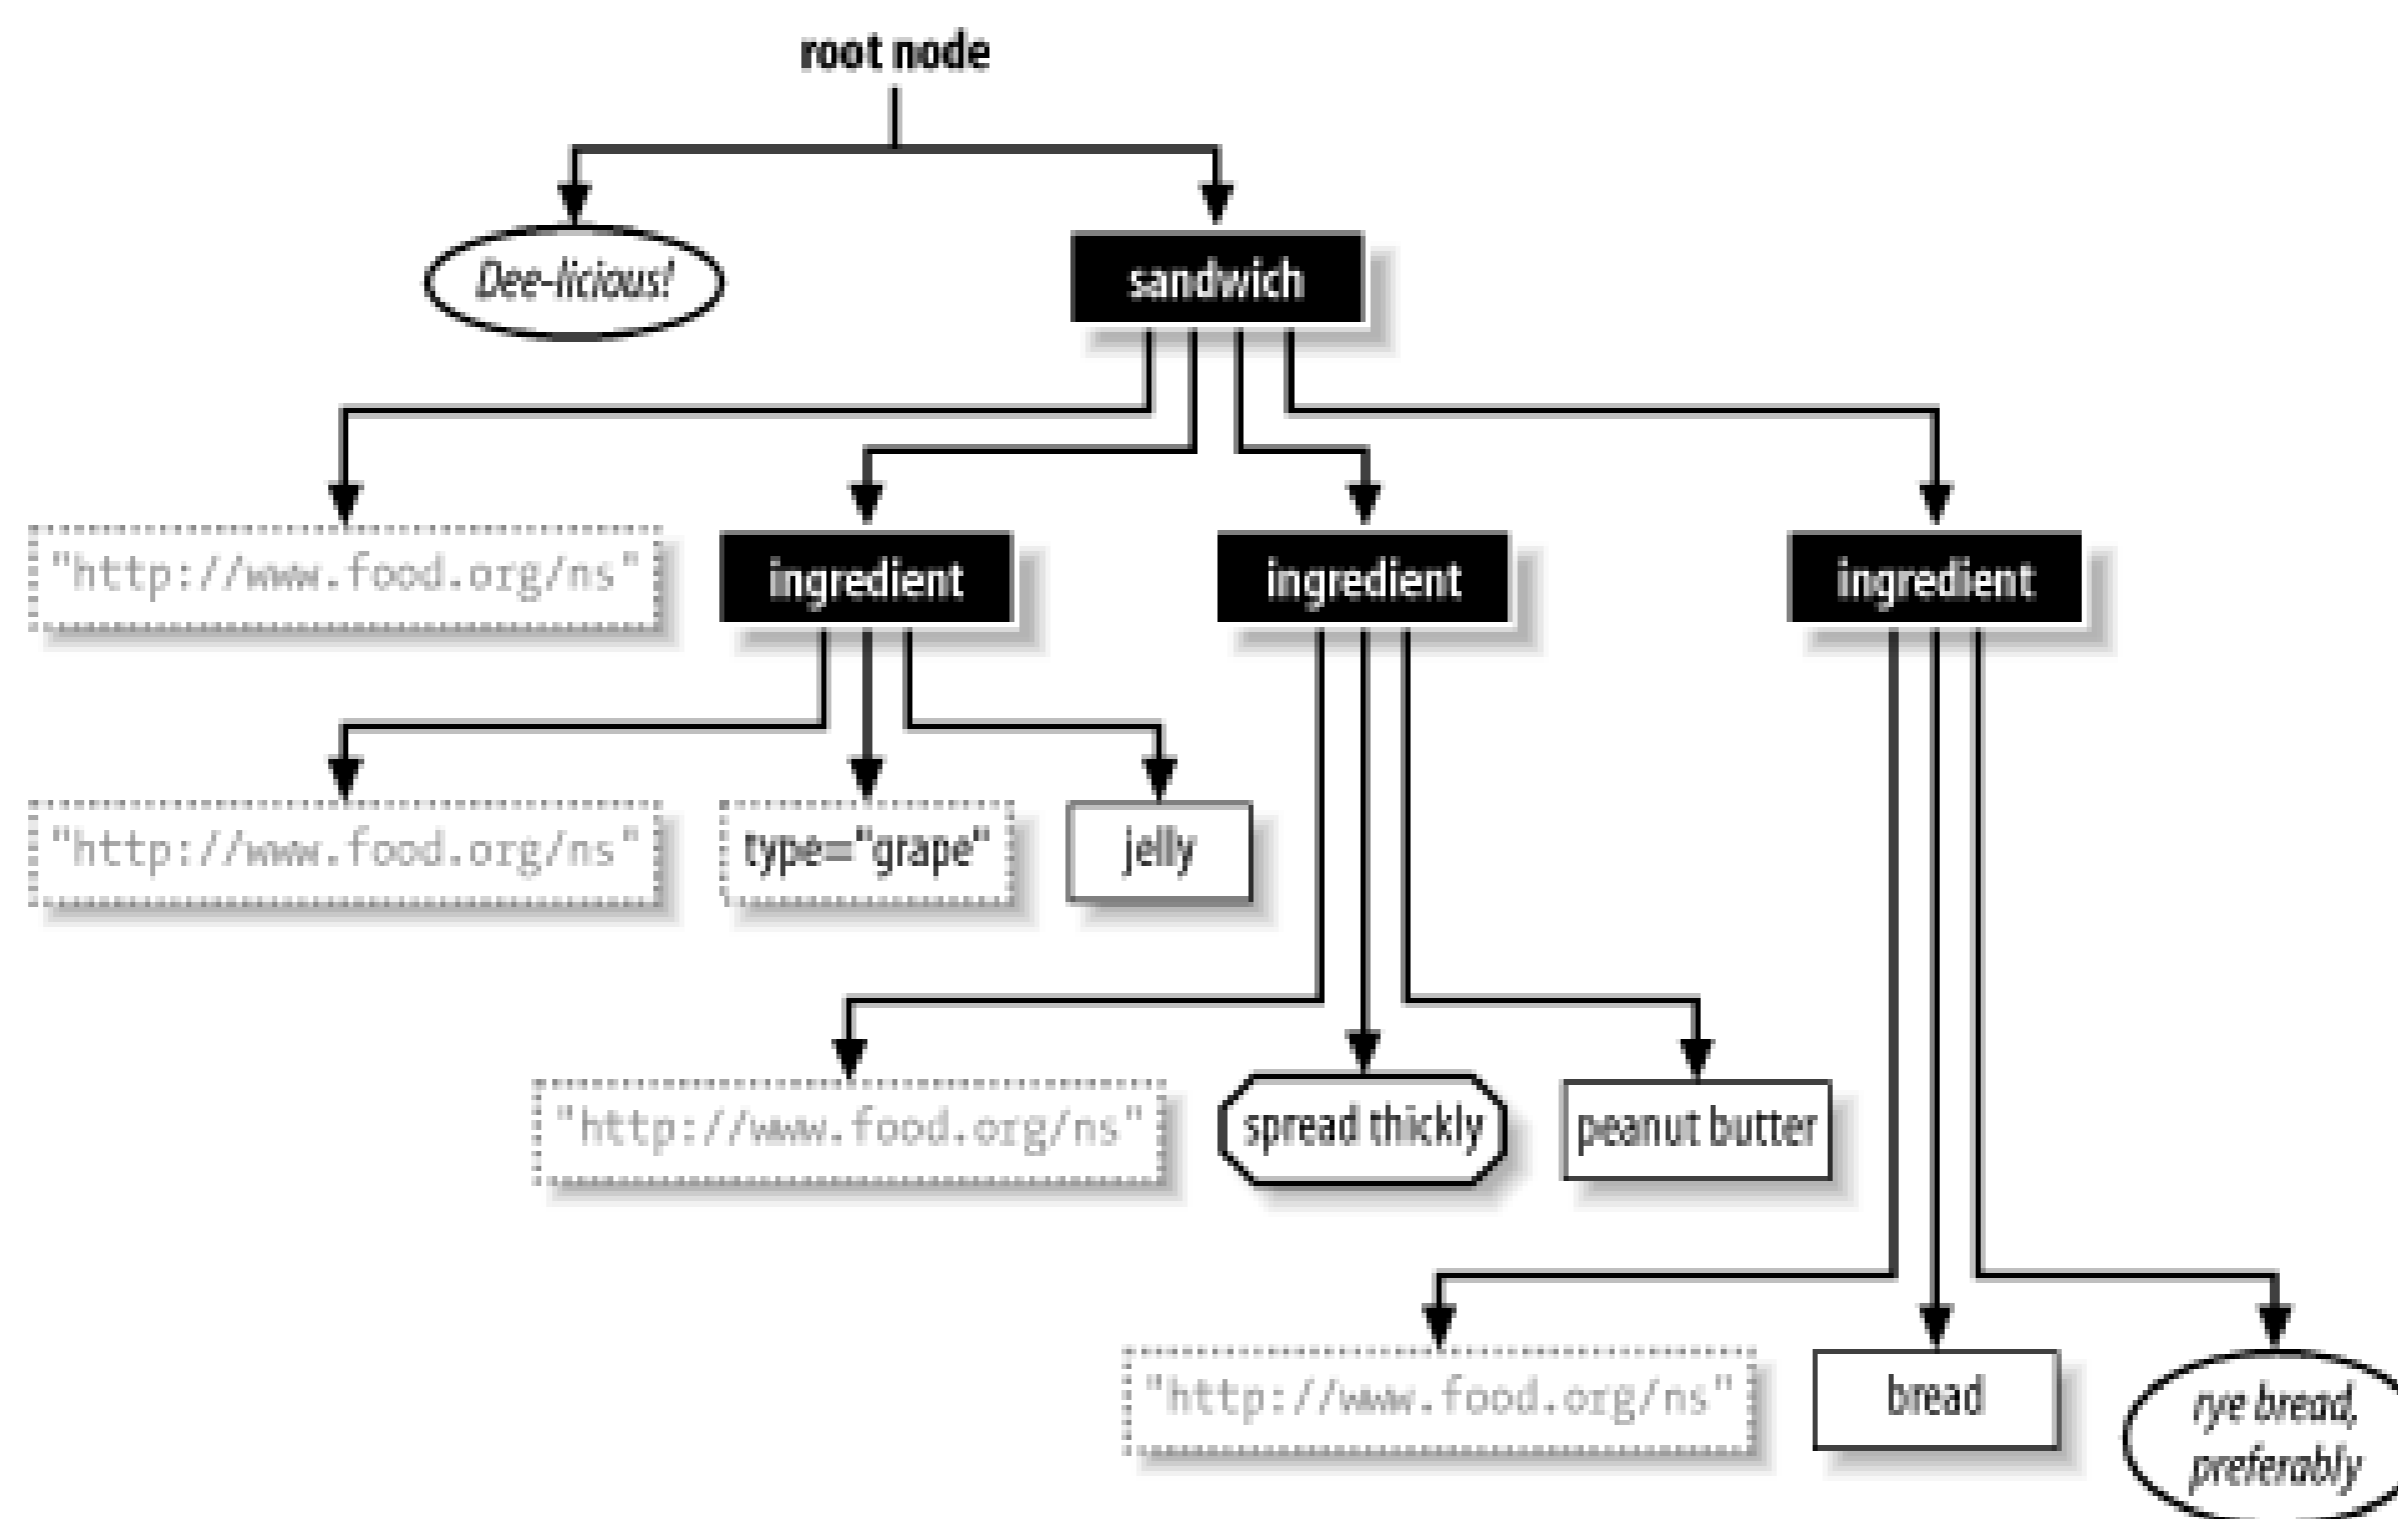 root node
Dee-licious!
sandwich
"http://www.food.org/ns"
ingredient
ingredient
ingredient
"http://www.food.org/ns"
type="grape"
jelly
"http://www.food.org/ns"
spread thickly
peanut butter
"http://www.food.org/ns"
bread
rye bread,
preferably